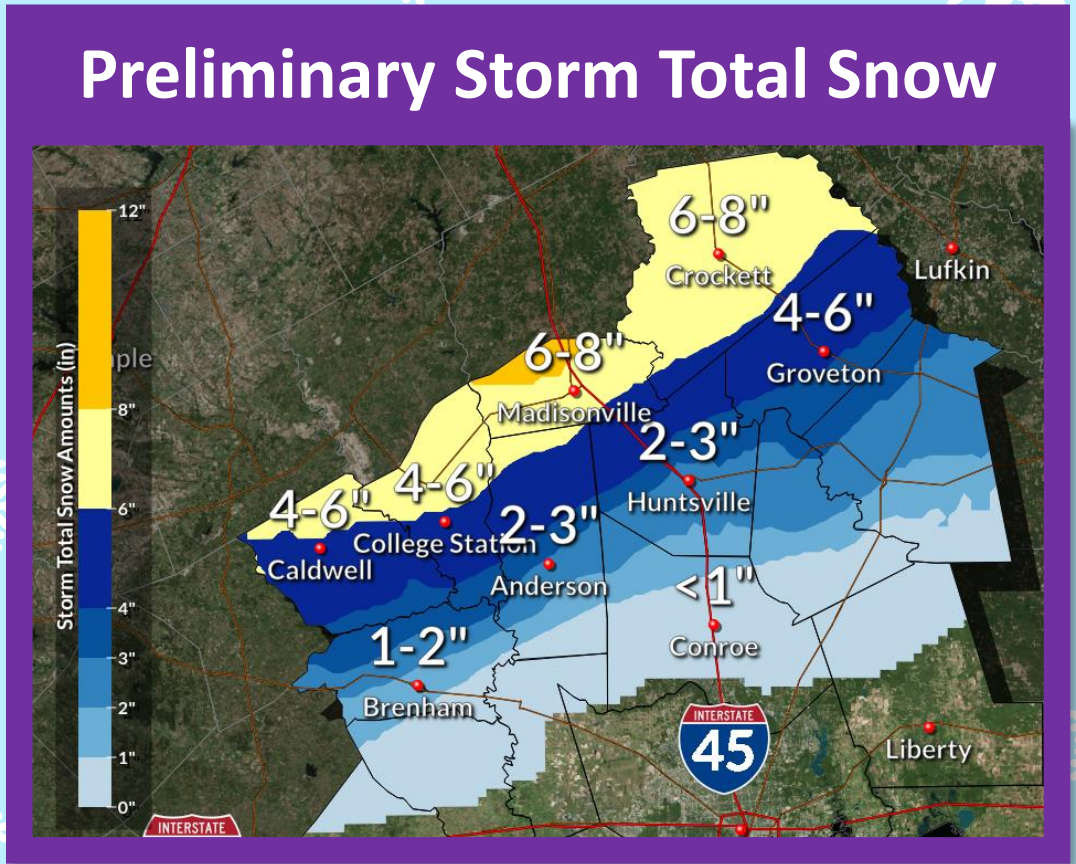 Preliminary Storm Total Snow
12"
8"
6"
4"
3"
2"
1"
0"
Storm Total Snow Amounts (in)
6-8"
Crockett
Lufkin
4-6"
Groveton
6-8"
Madisonville
2-3"
Huntsville
4-6"
College Station
4-6"
Caldwell
2-3"
Anderson
<1"
Conroe
1-2"
Brenham
INTERSTATE
45
Liberty
INTERSTATE